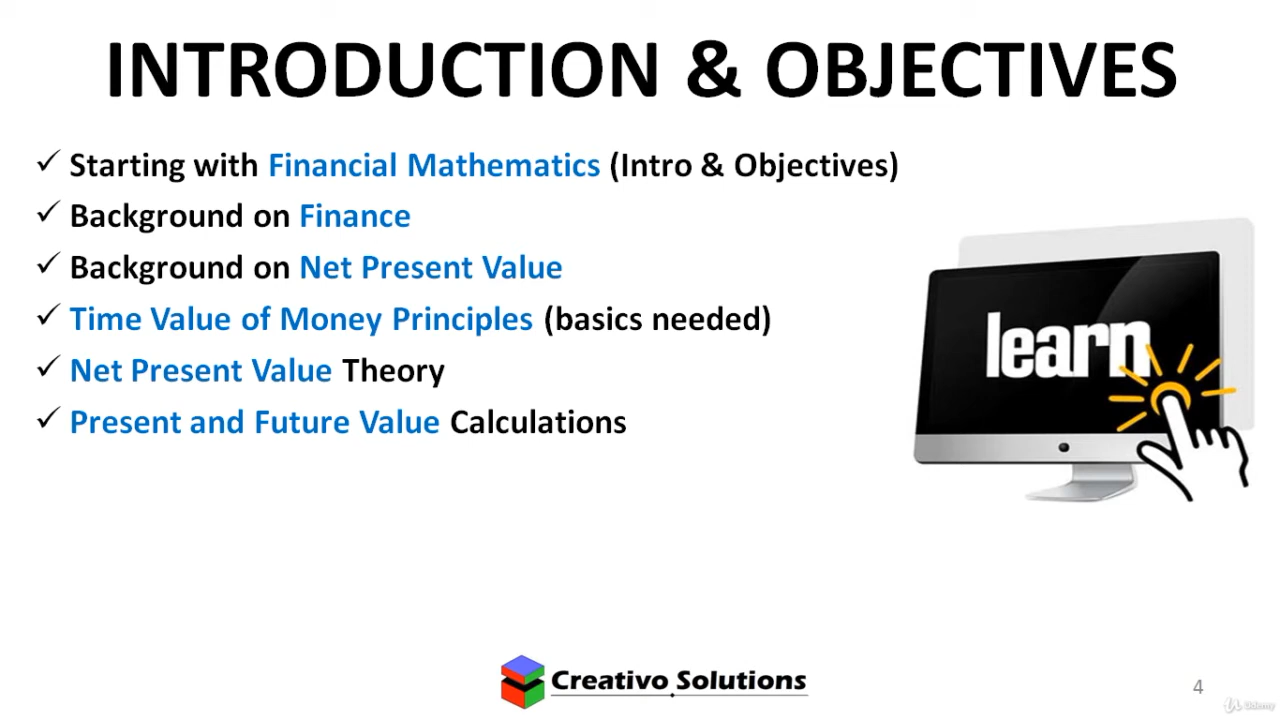 INTRODUCTION & OBJECTIVES
✓ Starting with Financial Mathematics (Intro & Objectives)
✓ Background on Finance
✓ Background on Net Present Value
✓ Time Value of Money Principles (basics needed)
✓ Net Present Value Theory
✓ Present and Future Value Calculations
learn
Creativo Solutions
4
Udemy